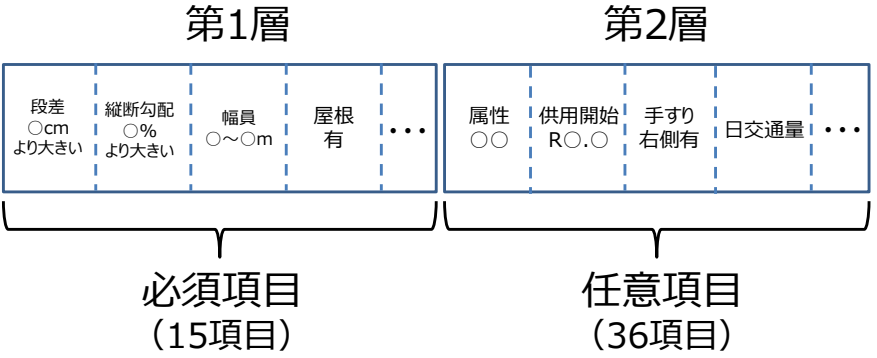 第1層
第2層
段差
○cm
より大きい
縦断勾配
○%
より大きい
幅員
○～○m
屋根
有
・・・
属性
○○
供用開始
R○.○
手すり
右側有
日交通量
・・・
必須項目
（15項目）
任意項目
（36項目）